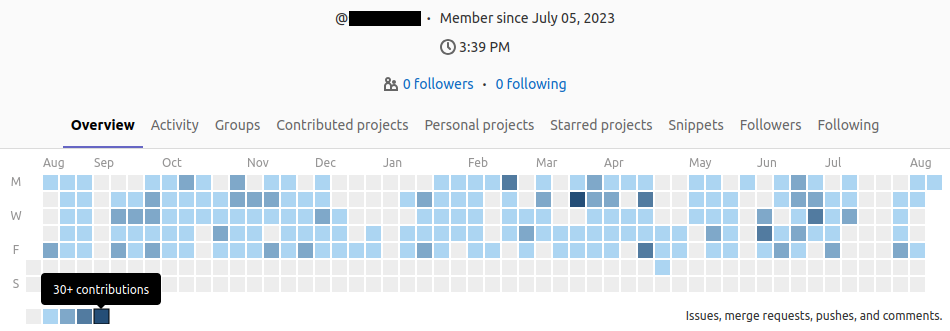 @ · Member since July 05, 2023
3:39 PM
0 followers · 0 following
Overview Activity Groups Contributed projects Personal projects Starred projects Snippets Followers Following
Aug Sep Oct Nov Dec Jan Feb Mar Apr May Jun Jul Aug
M
W
F
S
30+ contributions
Issues, merge requests, pushes, and comments.